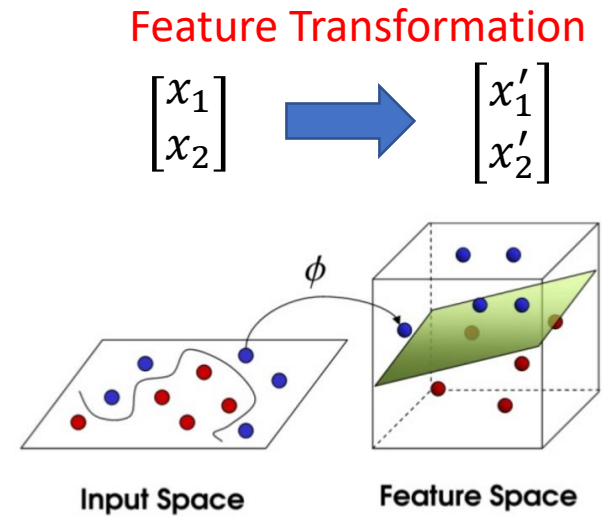 Feature Transformation
[x₁ x₂] [x′₁ x′₂]
ϕ
Input Space
Feature Space